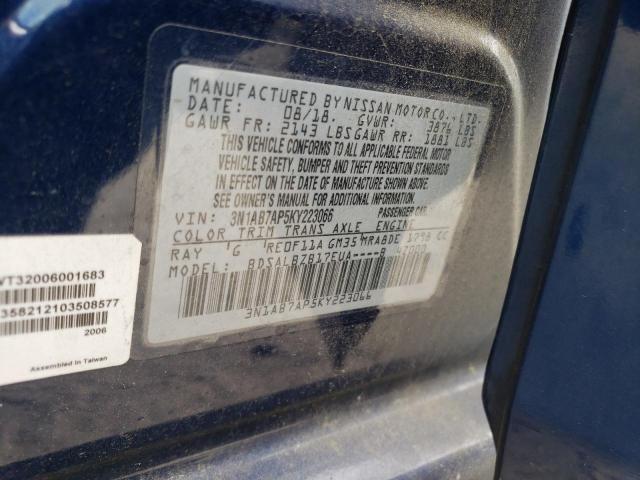 MANUFACTURED BY NISSAN MOTOR CO., LTD.
DATE: 08/18. GVWR: 3876 LBS
GAWR FR: 2143 LBS GAWR RR: 1881 LBS
THIS VEHICLE CONFORMS TO ALL APPLICABLE FEDERAL MOTOR
VEHICLE SAFETY, BUMPER AND THEFT PREVENTION STANDARDS
IN EFFECT ON THE DATE OF MANUFACTURE SHOWN ABOVE.
SEE OWNER'S MANUAL FOR ADDITIONAL INFORMATION.
VIN: 3N1AB7AP5KY223066 PASSENGER CAR
COLOR TRIM TRANS AXLE ENGINE
RAY 'G 'RE0F11A GM35 MRA8DE 1798 CC
MODEL: BDSALBZB17EUA----B
3N1AB7AP5KY223066
VT32006001683
358212103508577
2006
Assembled in Taiwan